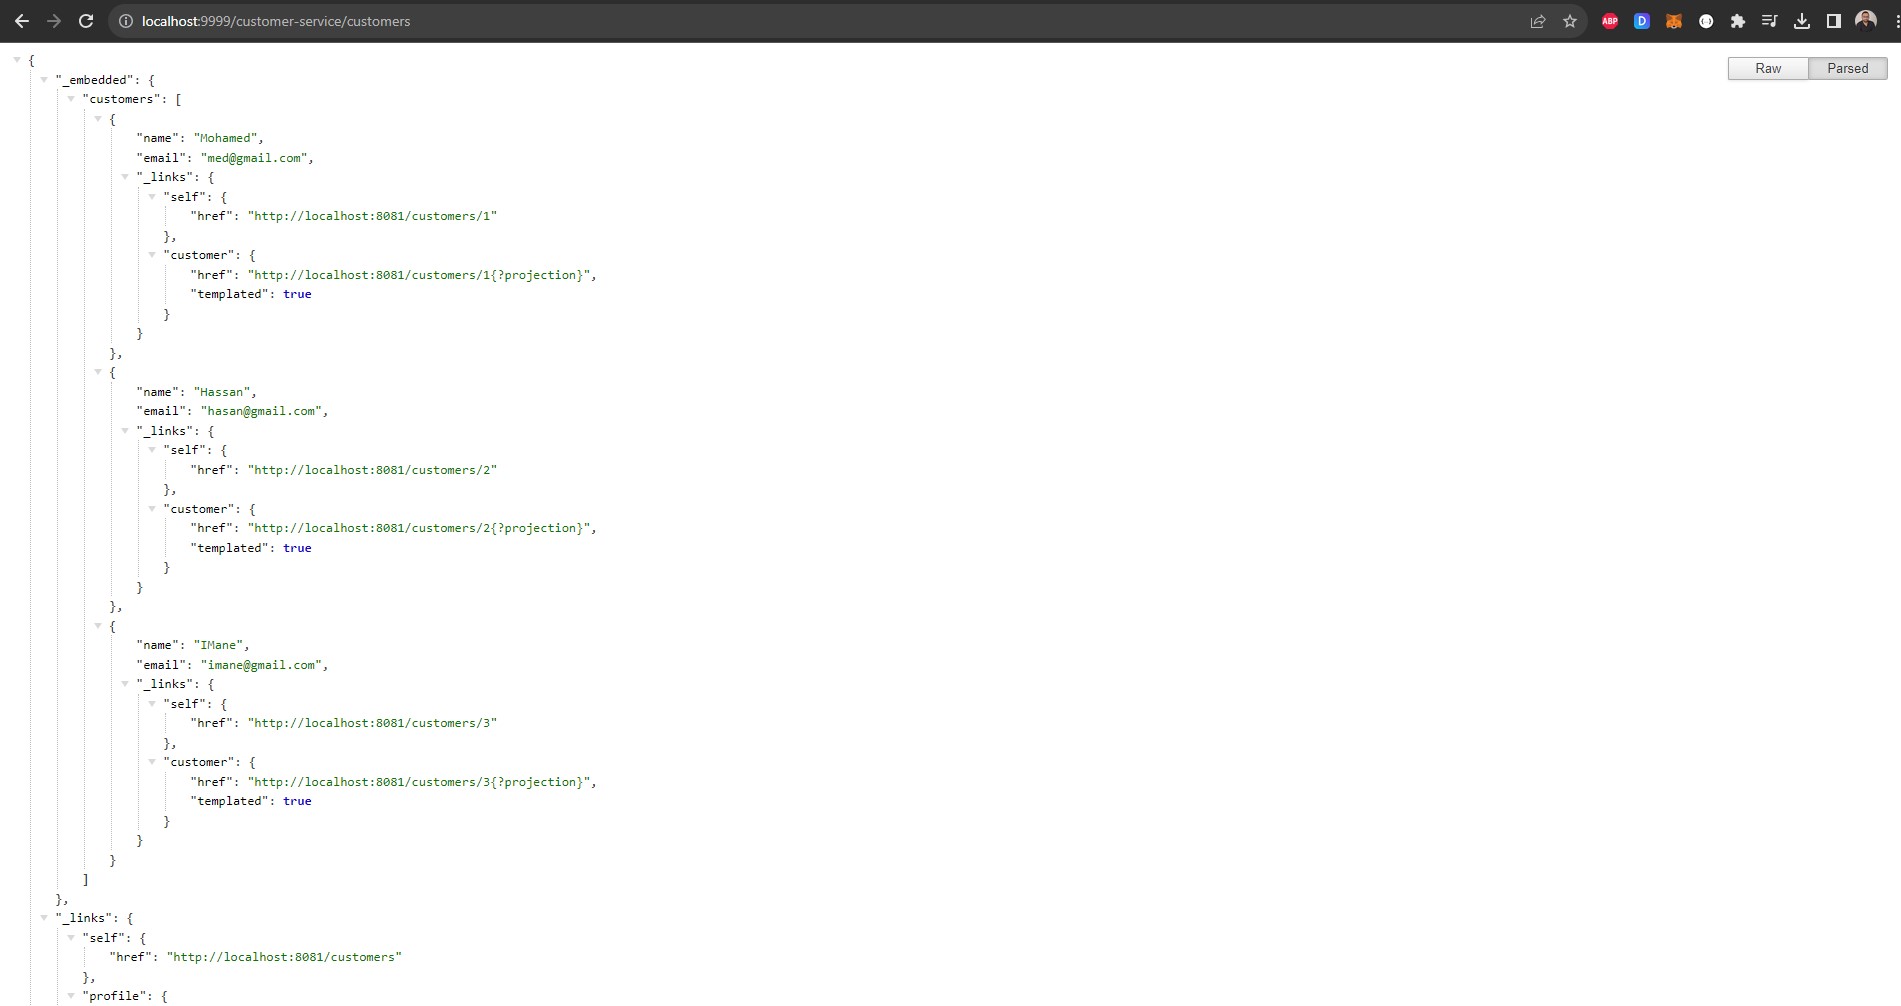 localhost:9999/customer-service/customers
ABP
D
Raw
Parsed
{
"_embedded": {
"customers": [
{
"name": "Mohamed",
"email": "med@gmail.com",
"_links": {
"self": {
"href": "http://localhost:8081/customers/1"
},
"customer": {
"href": "http://localhost:8081/customers/1{?projection}",
"templated": true
}
}
},
{
"name": "Hassan",
"email": "hasan@gmail.com",
"_links": {
"self": {
"href": "http://localhost:8081/customers/2"
},
"customer": {
"href": "http://localhost:8081/customers/2{?projection}",
"templated": true
}
}
},
{
"name": "IMane",
"email": "imane@gmail.com",
"_links": {
"self": {
"href": "http://localhost:8081/customers/3"
},
"customer": {
"href": "http://localhost:8081/customers/3{?projection}",
"templated": true
}
}
}
]
},
"_links": {
"self": {
"href": "http://localhost:8081/customers"
},
"profile": {